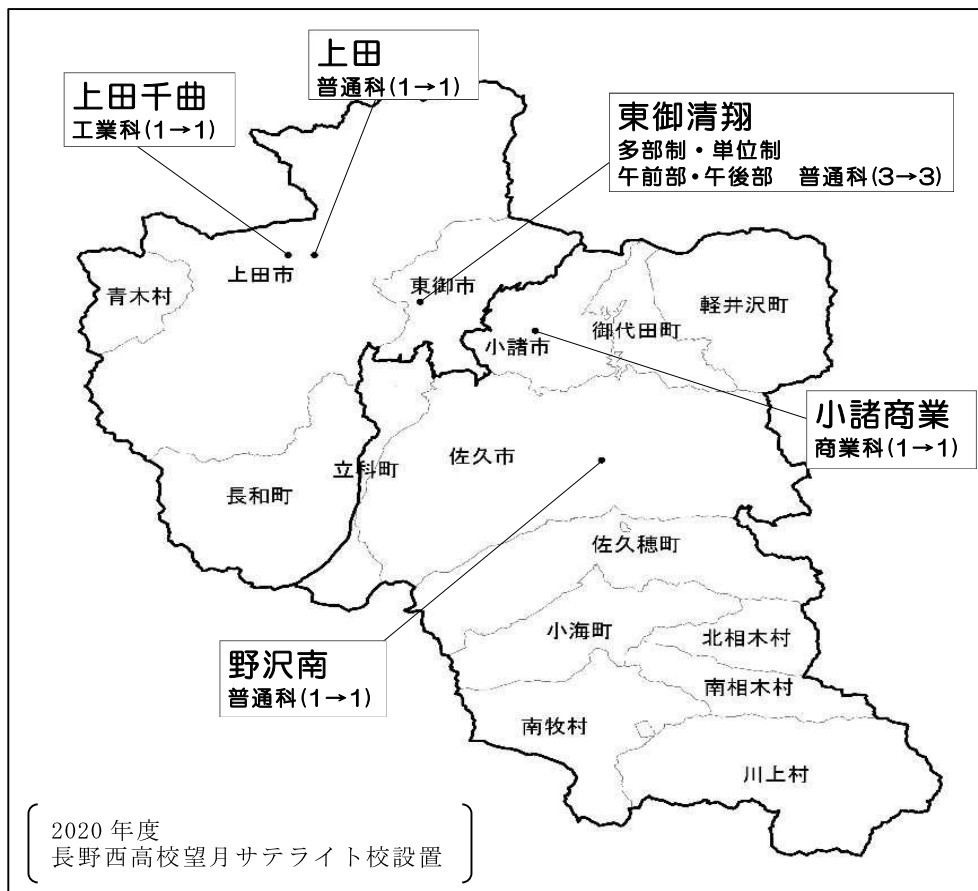 上田
普通科(1→1)
上田千曲
工業科(1→1)
東御清翔
多部制・単位制
午前部・午後部　普通科(3→3)
青木村
上田市
東御市
軽井沢町
御代田町
小諸市
小諸商業
商業科(1→1)
立科町
佐久市
長和町
佐久穂町
小海町
北相木村
野沢南
普通科(1→1)
南相木村
南牧村
川上村
2020 年度
長野西高校望月サテライト校設置